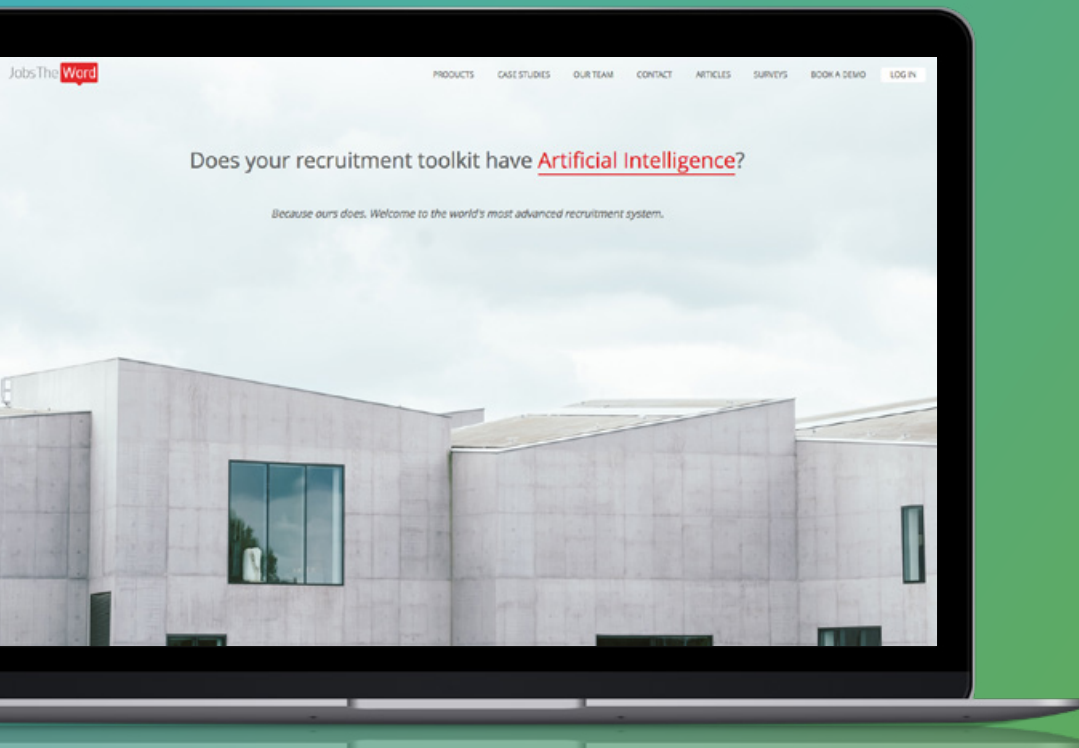 JobsThe Word
PRODUCTS CASE STUDIES OUR TEAM CONTACT ARTICLES SURVEYS BOOK A DEMO LOG IN
Does your recruitment toolkit have Artificial Intelligence?
Because ours does. Welcome to the world's most advanced recruitment system.